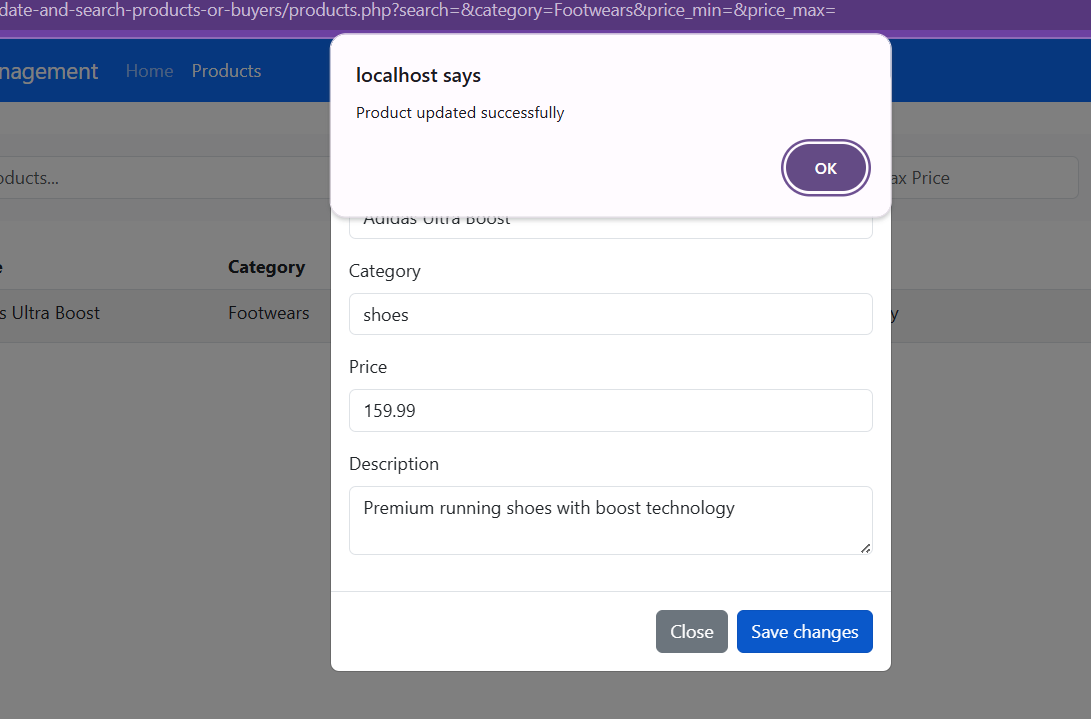 date-and-search-products-or-buyers/products.php?search=&category=Footwears&price_min=&price_max=
nagement Home Products
localhost says
Product updated successfully
OK
oducts...
ax Price
Adidas Ultra Boost
e Category
Category
s Ultra Boost Footwears
shoes
y
Price
159.99
Description
Premium running shoes with boost technology
Close Save changes